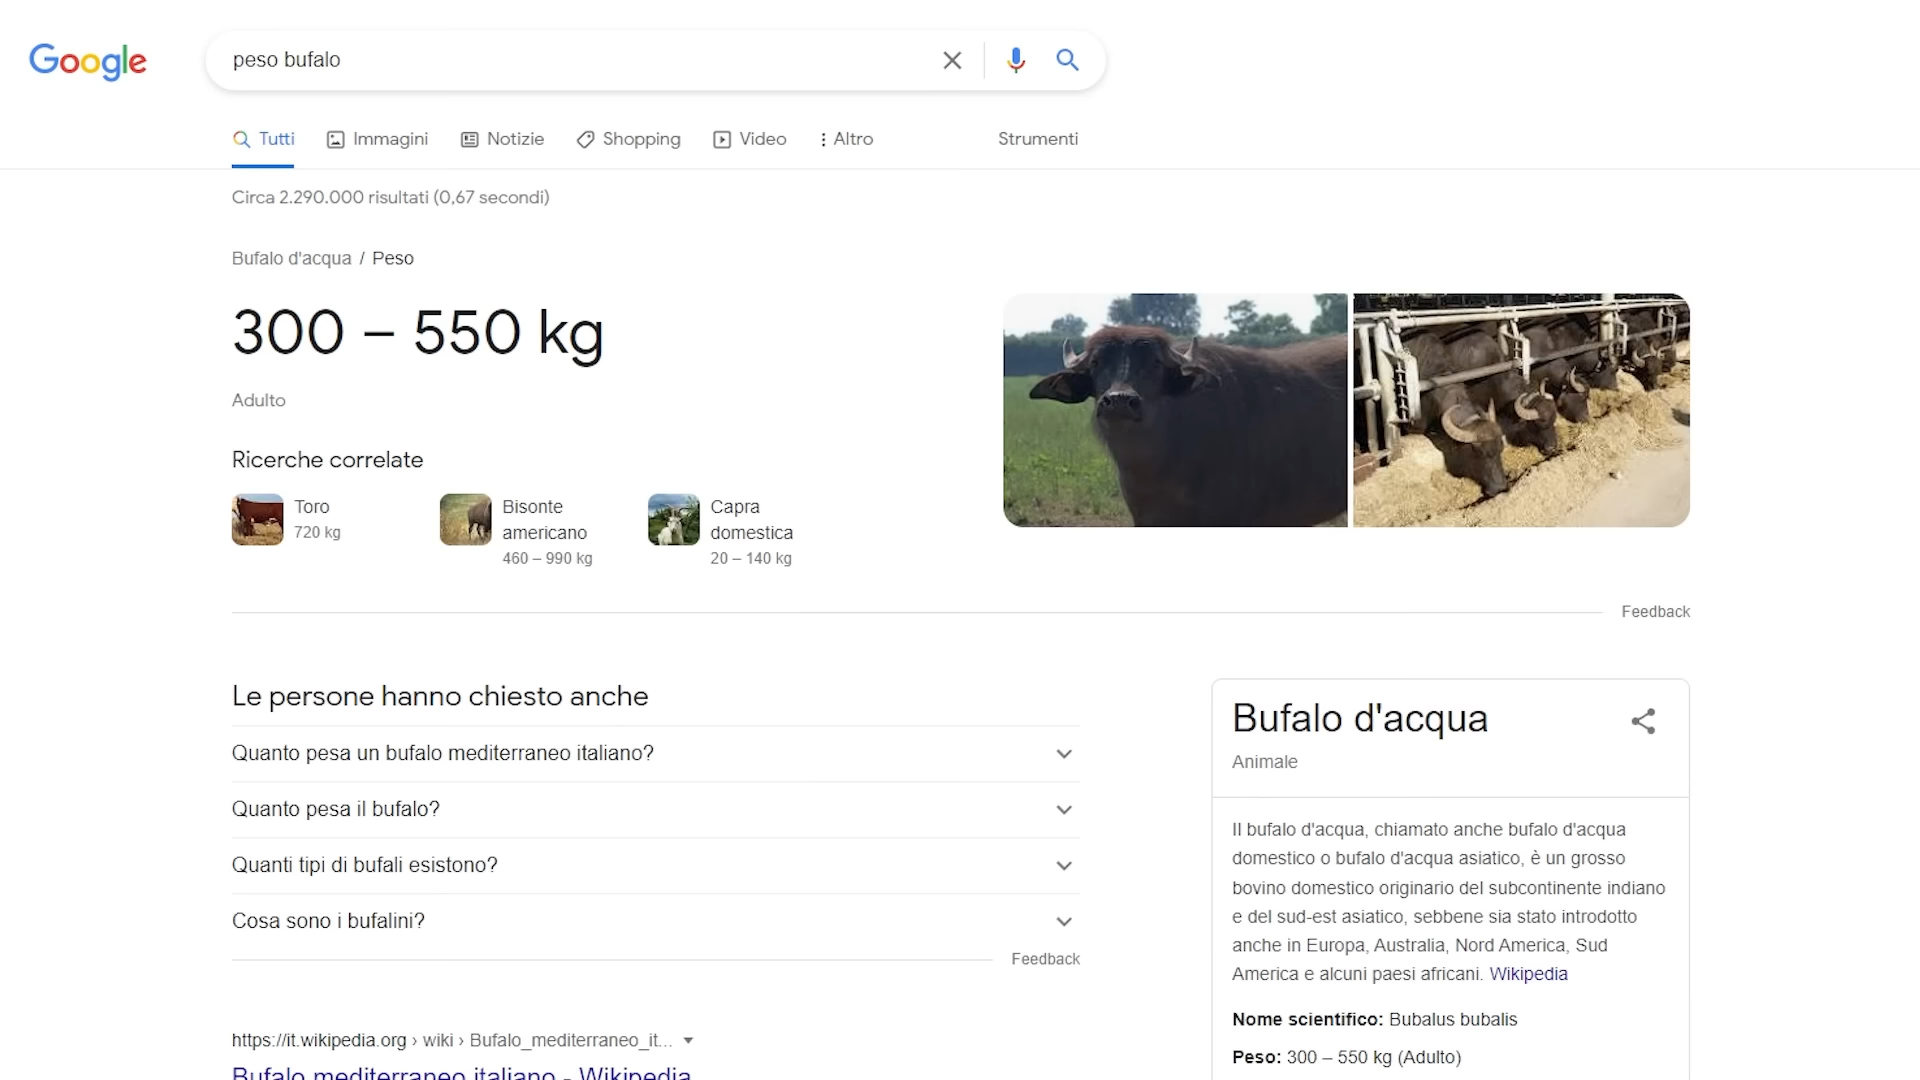 Google
peso bufalo
Tutti
Immagini
Notizie
Shopping
Video
Altro
Strumenti
Circa 2.290.000 risultati (0,67 secondi)
Bufalo d'acqua / Peso
300 – 550 kg
Adulto
Ricerche correlate
Toro
720 kg
Bisonte
americano
460 – 990 kg
Capra
domestica
20 – 140 kg
Feedback
Le persone hanno chiesto anche
Quanto pesa un bufalo mediterraneo italiano?
Quanto pesa il bufalo?
Quanti tipi di bufali esistono?
Cosa sono i bufalini?
Feedback
https://it.wikipedia.org › wiki › Bufalo_mediterraneo_it...
Bufalo mediterraneo italiano - Wikipedia
Bufalo d'acqua
Animale
Il bufalo d'acqua, chiamato anche bufalo d'acqua
domestico o bufalo d'acqua asiatico, è un grosso
bovino domestico originario del subcontinente indiano
e del sud-est asiatico, sebbene sia stato introdotto
anche in Europa, Australia, Nord America, Sud
America e alcuni paesi africani. Wikipedia
Nome scientifico: Bubalus bubalis
Peso: 300 – 550 kg (Adulto)